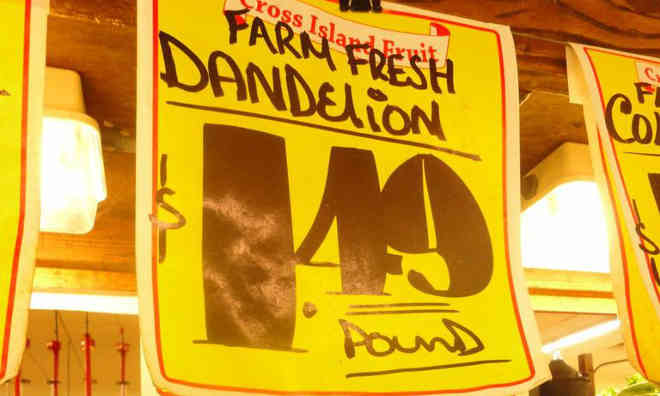 Cross Island Fruit
FARM FRESH
DANDELiON
$1.49
POUND